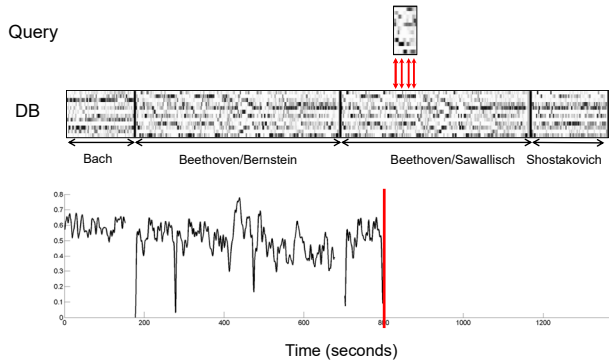 Query
DB
Bach
Beethoven/Bernstein
Beethoven/Sawallisch
Shostakovich
0.8
0.7
0.6
0.5
0.4
0.3
0.2
0.1
0
0 200 400 600 800 1000 1200
Time (seconds)